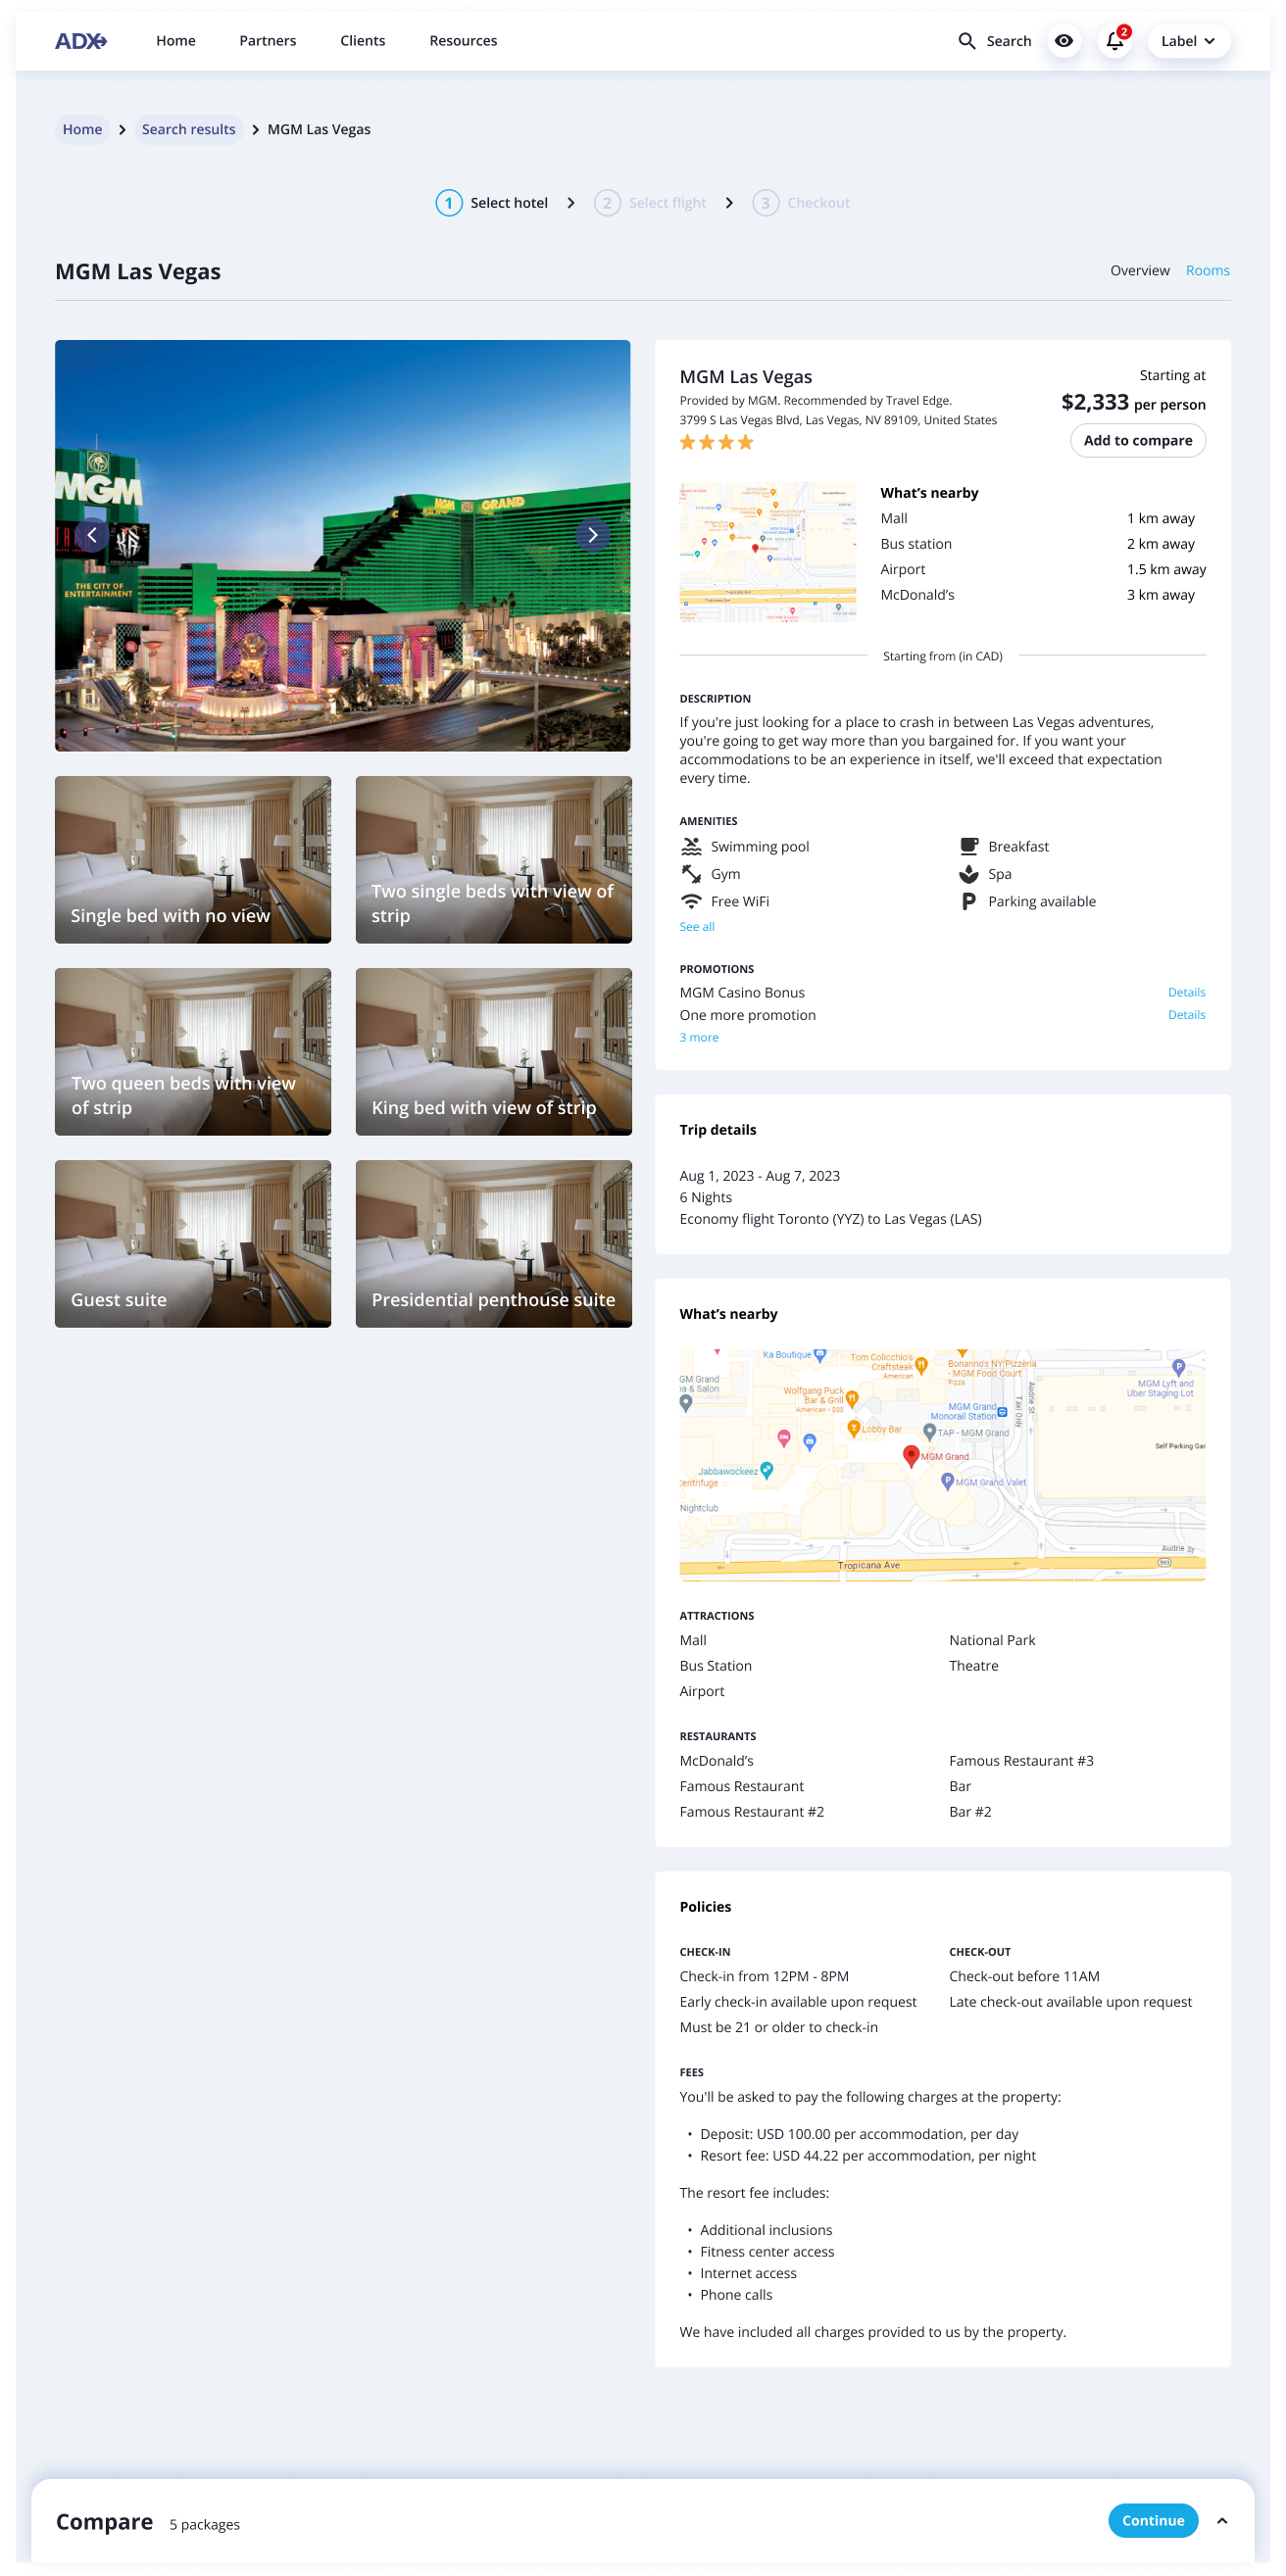 ADX
Home
Partners
Clients
Resources
Search
2
Label
Home
Search results
MGM Las Vegas
1
Select hotel
2
Select flight
3
Checkout
MGM Las Vegas
Overview
Rooms
MGM
MGM GRAND
THE CITY OF
ENTERTAINMENT
Single bed with no view
Two single beds with view of
strip
Two queen beds with view
of strip
King bed with view of strip
Guest suite
Presidential penthouse suite
MGM Las Vegas
Provided by MGM. Recommended by Travel Edge.
3799 S Las Vegas Blvd, Las Vegas, NV 89109, United States
Starting at
$2,333 per person
Add to compare
What’s nearby
Mall
1 km away
Bus station
2 km away
Airport
1.5 km away
McDonald’s
3 km away
Starting from (in CAD)
DESCRIPTION
If you're just looking for a place to crash in between Las Vegas adventures,
you're going to get way more than you bargained for. If you want your
accommodations to be an experience in itself, we'll exceed that expectation
every time.
AMENITIES
Swimming pool
Breakfast
Gym
Spa
Free WiFi
Parking available
See all
PROMOTIONS
MGM Casino Bonus
Details
One more promotion
Details
3 more
Trip details
Aug 1, 2023 - Aug 7, 2023
6 Nights
Economy flight Toronto (YYZ) to Las Vegas (LAS)
What’s nearby
Ka Boutique
Tom Colicchio's
Craftsteak
American
Bonanno's NY Pizzeria
- MGM Food Court
Pizza
MGM Lyft and
Uber Staging Lot
GM Grand
pa & Salon
Wolfgang Puck
Bar & Grill
American • $$$
MGM Grand
Monorail Station
Taxi Only
Audrie St
Lobby Bar
TAP - MGM Grand
Self Parking Gar
MGM Grand
Jabbawockeez
Centrifuge
MGM Grand Valet
Nightclub
Audrie St
Tropicana Ave
593
ATTRACTIONS
Mall
National Park
Bus Station
Theatre
Airport
RESTAURANTS
McDonald’s
Famous Restaurant #3
Famous Restaurant
Bar
Famous Restaurant #2
Bar #2
Policies
CHECK-IN
CHECK-OUT
Check-in from 12PM - 8PM
Check-out before 11AM
Early check-in available upon request
Late check-out available upon request
Must be 21 or older to check-in
FEES
You'll be asked to pay the following charges at the property:
• Deposit: USD 100.00 per accommodation, per day
• Resort fee: USD 44.22 per accommodation, per night
The resort fee includes:
• Additional inclusions
• Fitness center access
• Internet access
• Phone calls
We have included all charges provided to us by the property.
Compare
5 packages
Continue